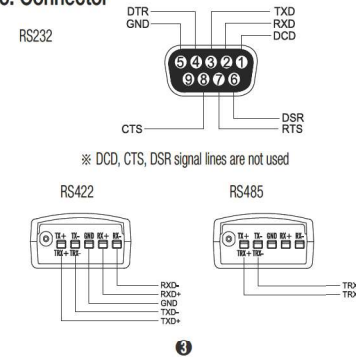 Connector
RS232
DTR
GND
TXD
RXD
DCD
5 4 3 2 1
9 8 7 6
CTS
DSR
RTS
※ DCD, CTS, DSR signal lines are not used
RS422
RS485
TX+ TX- GND RX+ RX-
TRX+ TRX-
TX+ TX- GND RX+ RX-
TRX+ TRX-
RXD-
RXD+
GND
TXD-
TXD+
TRX
TRX
3